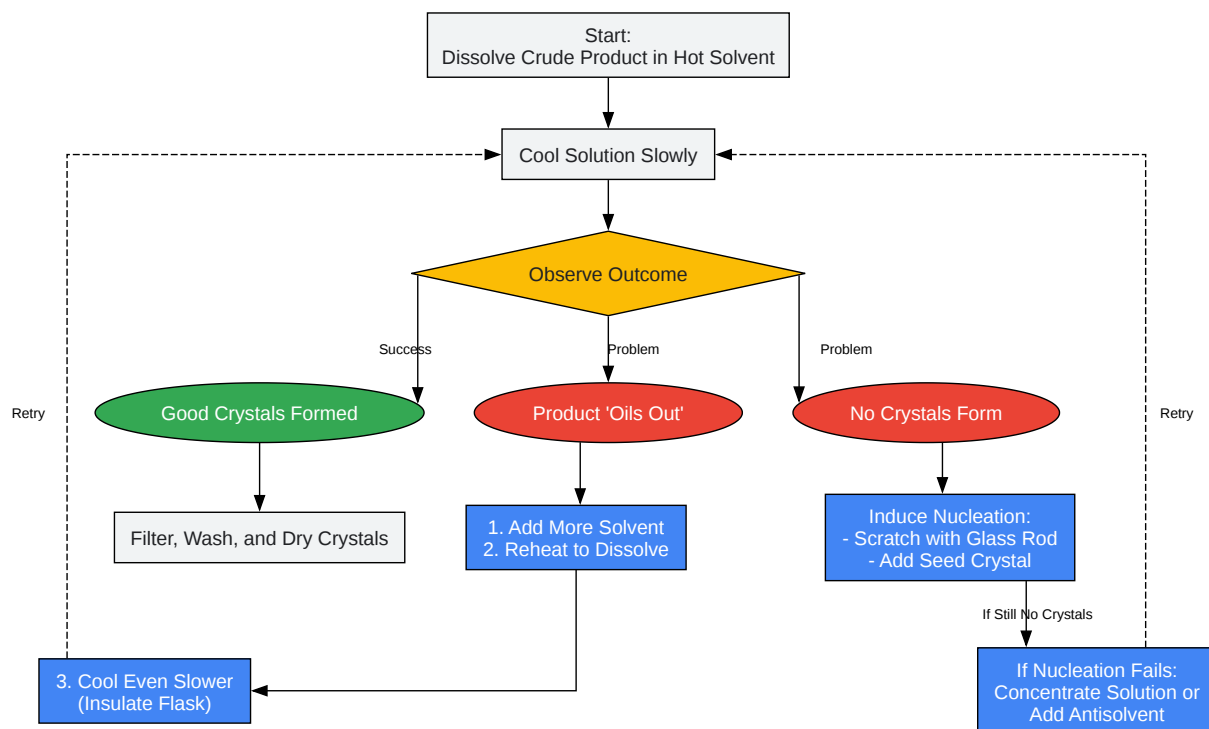 Start:
Dissolve Crude Product in Hot Solvent
Cool Solution Slowly
Observe Outcome
Success
Problem
Problem
Retry
Good Crystals Formed
Product 'Oils Out'
No Crystals Form
Retry
Filter, Wash, and Dry Crystals
1. Add More Solvent
2. Reheat to Dissolve
Induce Nucleation:
- Scratch with Glass Rod
- Add Seed Crystal
If Still No Crystals
3. Cool Even Slower
(Insulate Flask)
If Nucleation Fails:
Concentrate Solution or
Add Antisolvent